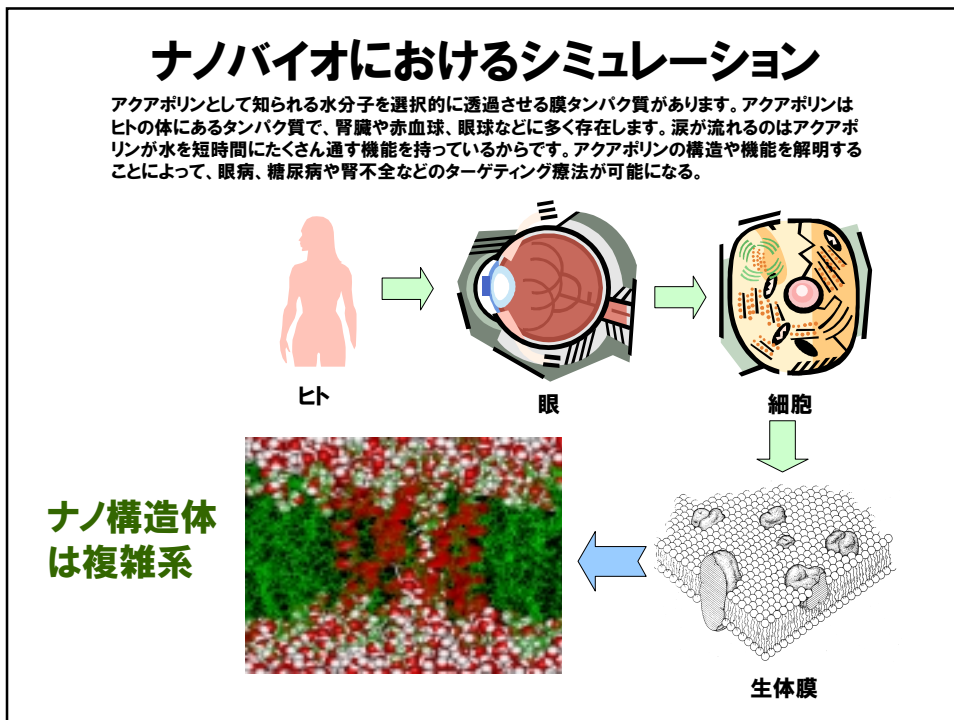 ナノバイオにおけるシミュレーション
アクアポリンとして知られる水分子を選択的に透過させる膜タンパク質があります。アクアポリンは
ヒトの体にあるタンパク質で、腎臓や赤血球、眼球などに多く存在します。涙が流れるのはアクアポ
リンが水を短時間にたくさん通す機能を持っているからです。アクアポリンの構造や機能を解明する
ことによって、眼病、糖尿病や腎不全などのターゲティング療法が可能になる。
ヒト
眼
細胞
ナノ構造体
は複雑系
生体膜